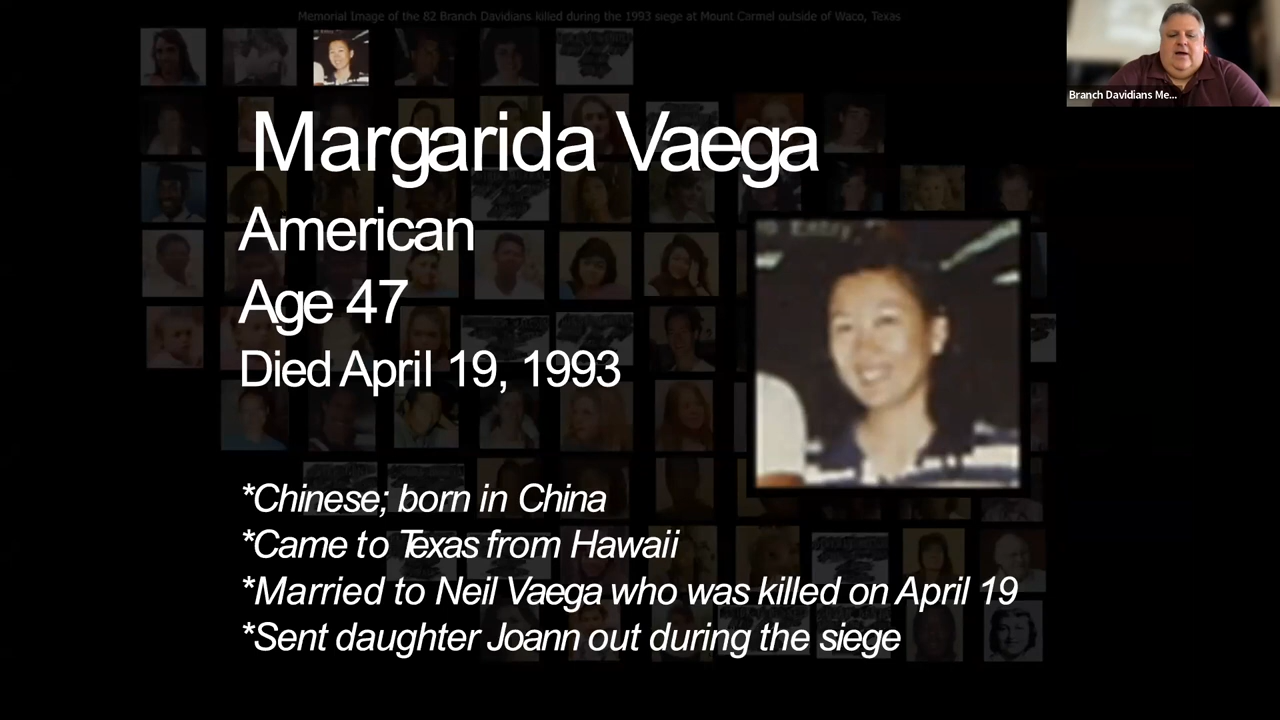 Memorial Image of the 82 Branch Davidians killed during the 1993 siege at Mount Carmel outside of Waco, Texas
Branch Davidians Me...
Margarida Vaega
American
Age 47
Died April 19, 1993
Entry
*Chinese; born in China
*Came to Texas from Hawaii
*Married to Neil Vaega who was killed on April 19
*Sent daughter Joann out during the siege